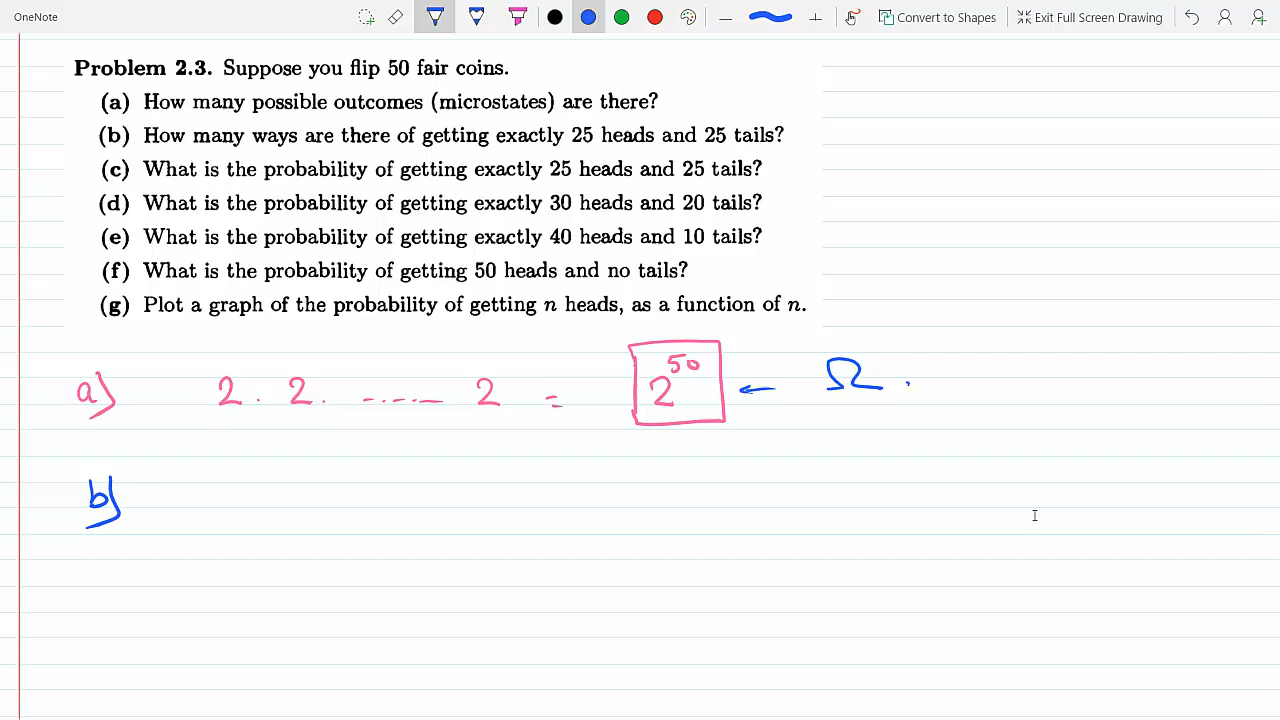 OneNote
Convert to Shapes
Exit Full Screen Drawing
Problem 2.3. Suppose you flip 50 fair coins.
(a) How many possible outcomes (microstates) are there?
(b) How many ways are there of getting exactly 25 heads and 25 tails?
(c) What is the probability of getting exactly 25 heads and 25 tails?
(d) What is the probability of getting exactly 30 heads and 20 tails?
(e) What is the probability of getting exactly 40 heads and 10 tails?
(f) What is the probability of getting 50 heads and no tails?
(g) Plot a graph of the probability of getting n heads, as a function of n.
a) 2 . 2 . ...... 2 = 2^50 ← Ω .
b)